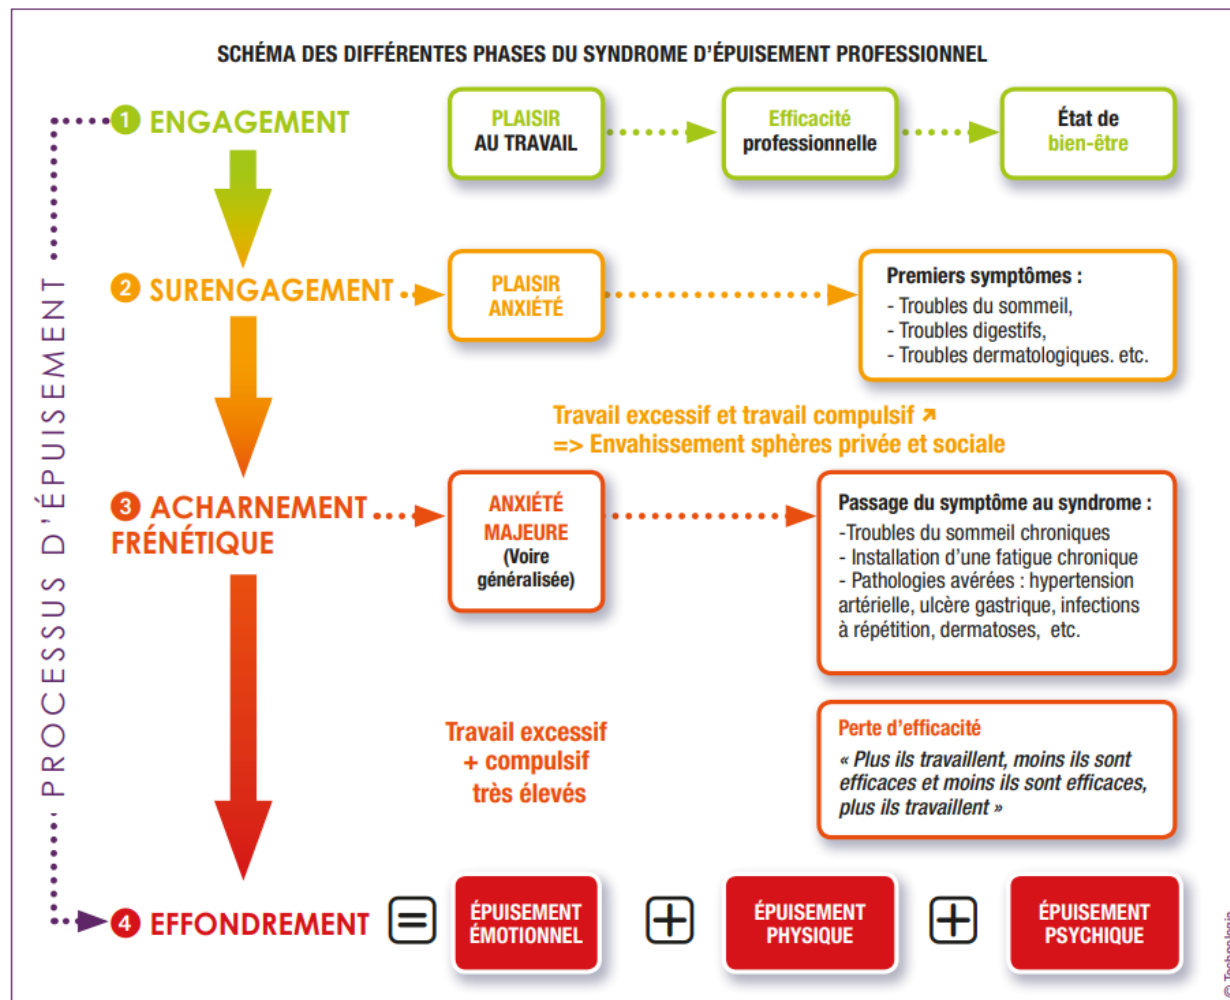 SCHÉMA DES DIFFÉRENTES PHASES DU SYNDROME D'ÉPUISEMENT PROFESSIONNEL
PROCESSUS D'ÉPUISEMENT
1 ENGAGEMENT
PLAISIR
AU TRAVAIL
Efficacité
professionnelle
État de
bien-être
2 SURENGAGEMENT
PLAISIR
ANXIÉTÉ
Premiers symptômes :
- Troubles du sommeil,
- Troubles digestifs,
- Troubles dermatologiques. etc.
Travail excessif et travail compulsif ↗
=> Envahissement sphères privée et sociale
3 ACHARNEMENT
FRÉNÉTIQUE
ANXIÉTÉ
MAJEURE
(Voire
généralisée)
Passage du symptôme au syndrome :
-Troubles du sommeil chroniques
- Installation d'une fatigue chronique
- Pathologies avérées : hypertension
artérielle, ulcère gastrique, infections
à répétition, dermatoses, etc.
Travail excessif
+ compulsif
très élevés
Perte d'efficacité
« Plus ils travaillent, moins ils sont
efficaces et moins ils sont efficaces,
plus ils travaillent »
4 EFFONDREMENT
=
ÉPUISEMENT
ÉMOTIONNEL
+
ÉPUISEMENT
PHYSIQUE
+
ÉPUISEMENT
PSYCHIQUE
© Technologia